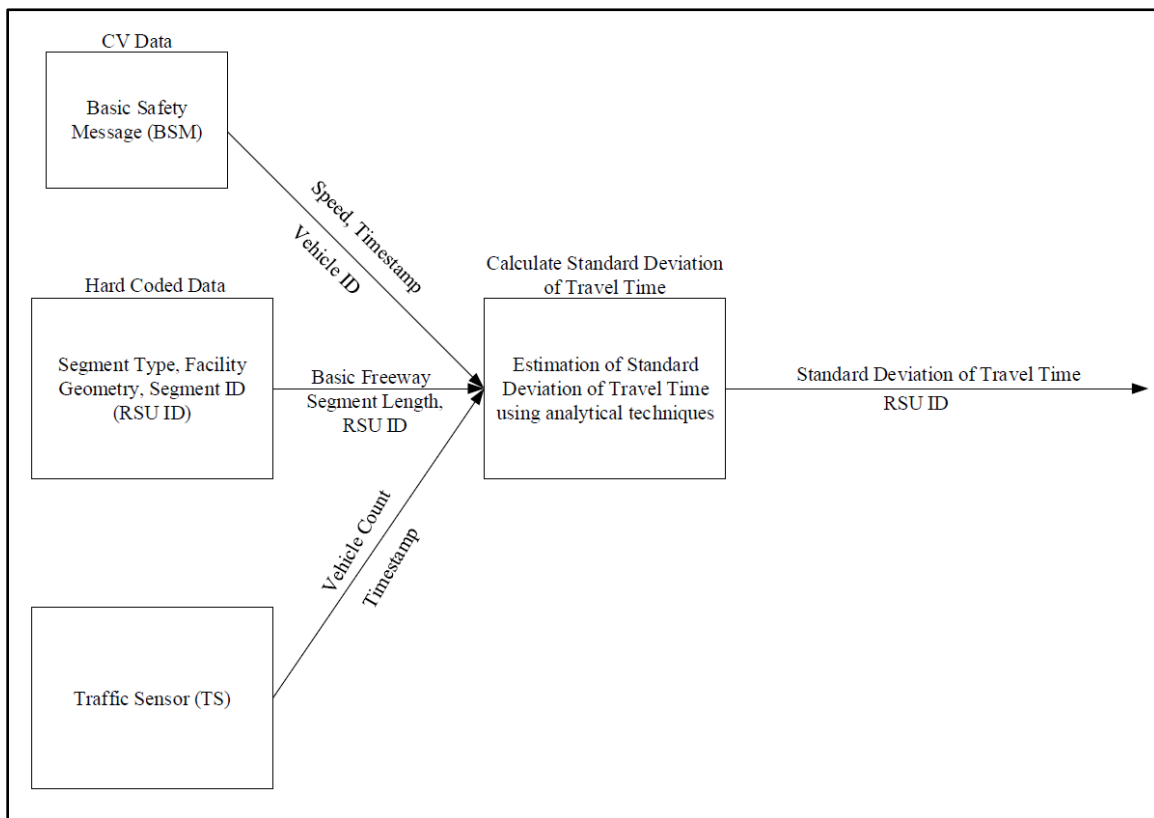 CV Data
Basic Safety
Message (BSM)
Speed, Timestamp
Vehicle ID
Hard Coded Data
Segment Type, Facility
Geometry, Segment ID
(RSU ID)
Basic Freeway
Segment Length,
RSU ID
Calculate Standard Deviation
of Travel Time
Estimation of Standard
Deviation of Travel Time
using analytical techniques
Standard Deviation of Travel Time
RSU ID
Vehicle Count
Timestamp
Traffic Sensor (TS)